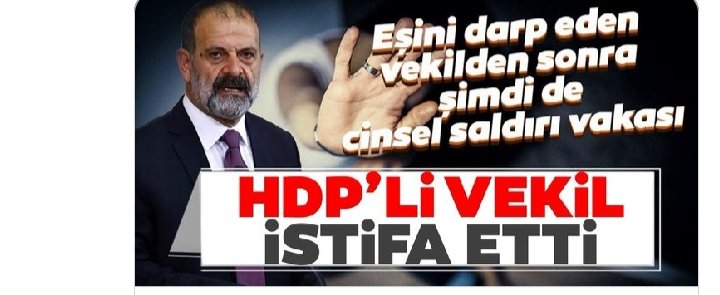 Eşini darp eden
vekilden sonra
şimdi de
cinsel saldırı vakası
HDP'Lİ VEKİL
İSTİFA ETTİ